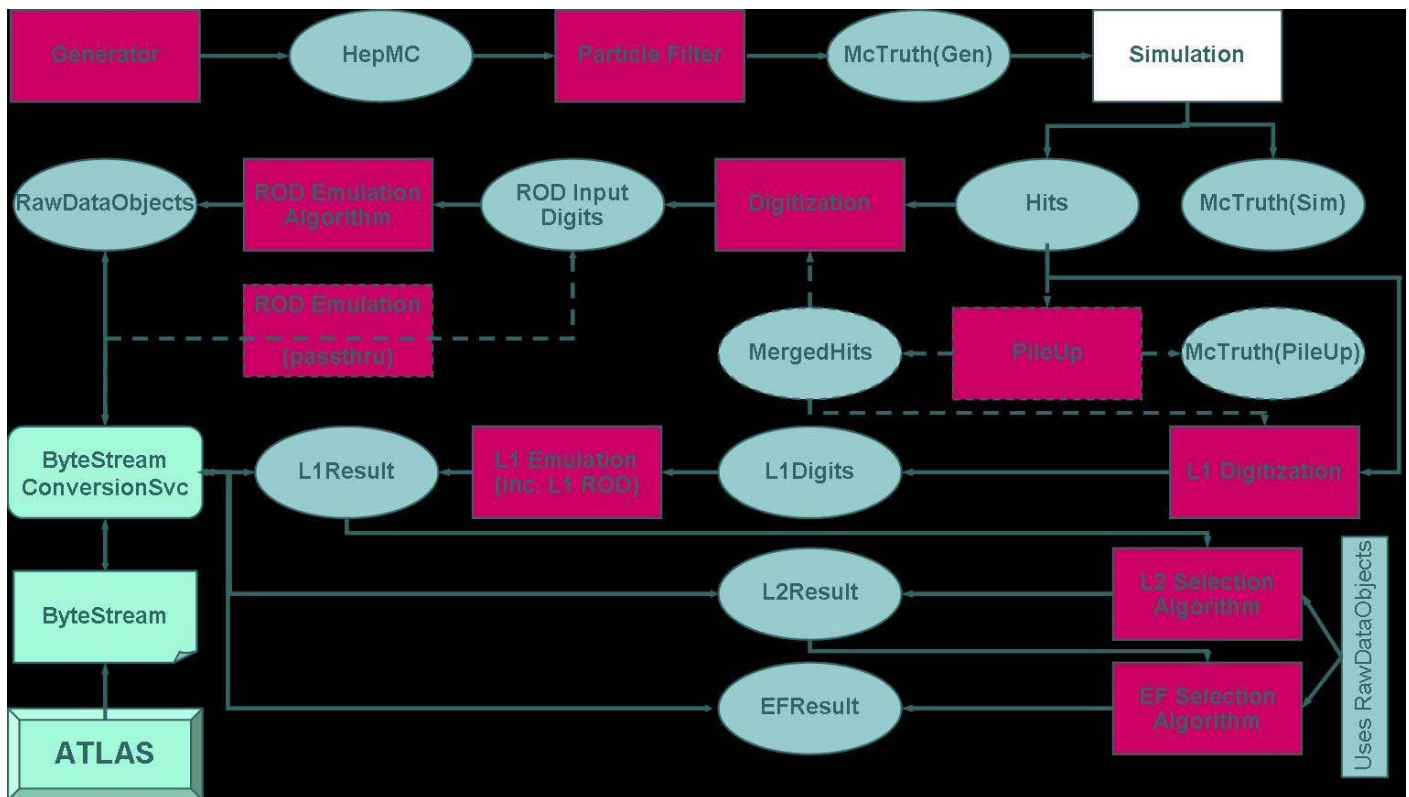 Generator
HepMC
Particle Filter
McTruth(Gen)
Simulation
RawDataObjects
ROD Emulation
Algorithm
ROD Input
Digits
Digitization
Hits
McTruth(Sim)
ROD Emulation
(passthru)
MergedHits
PileUp
McTruth(PileUp)
ByteStream
ConversionSvc
L1Result
L1 Emulation
(inc. L1 ROD)
L1Digits
L1 Digitization
ByteStream
L2Result
L2 Selection
Algorithm
Uses RawDataObjects
EFResult
EF Selection
Algorithm
ATLAS